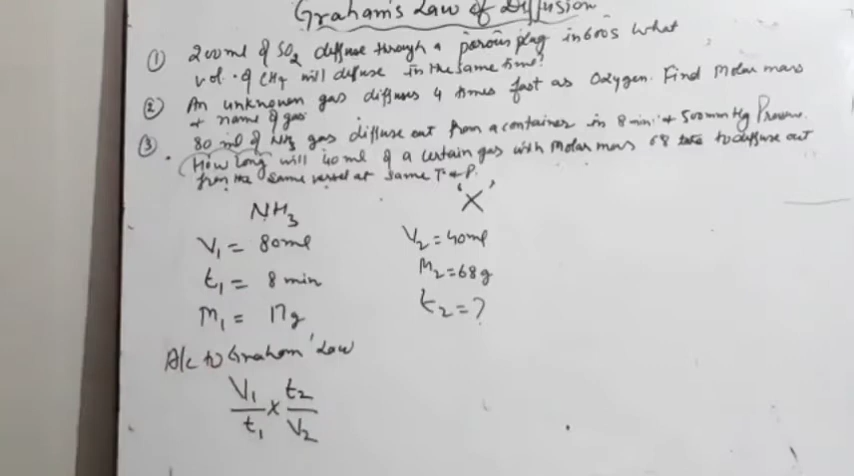 Graham's Law of Diffusion
① 200ml of SO₂ diffuse through a porous plug in 600s What
vol. of CH₄ will diffuse in the same time?
② An unknown gas diffuses 4 times fast as Oxygen. Find Molar mass
+ name of gas
③ 80 ml of NH₃ gas diffuse out from a container in 8 min + 500mm Hg Pressure.
How long will 40 ml of a certain gas with Molar mass 68 take to diffuse out
from the same vessel at same T + P.
NH₃ 'X'
V₁ = 80ml V₂ = 40ml
t₁ = 8 min M₂ = 68g
M₁ = 17g t₂ = ?
A/c to Graham' Law
V₁/t₁ × t₂/V₂